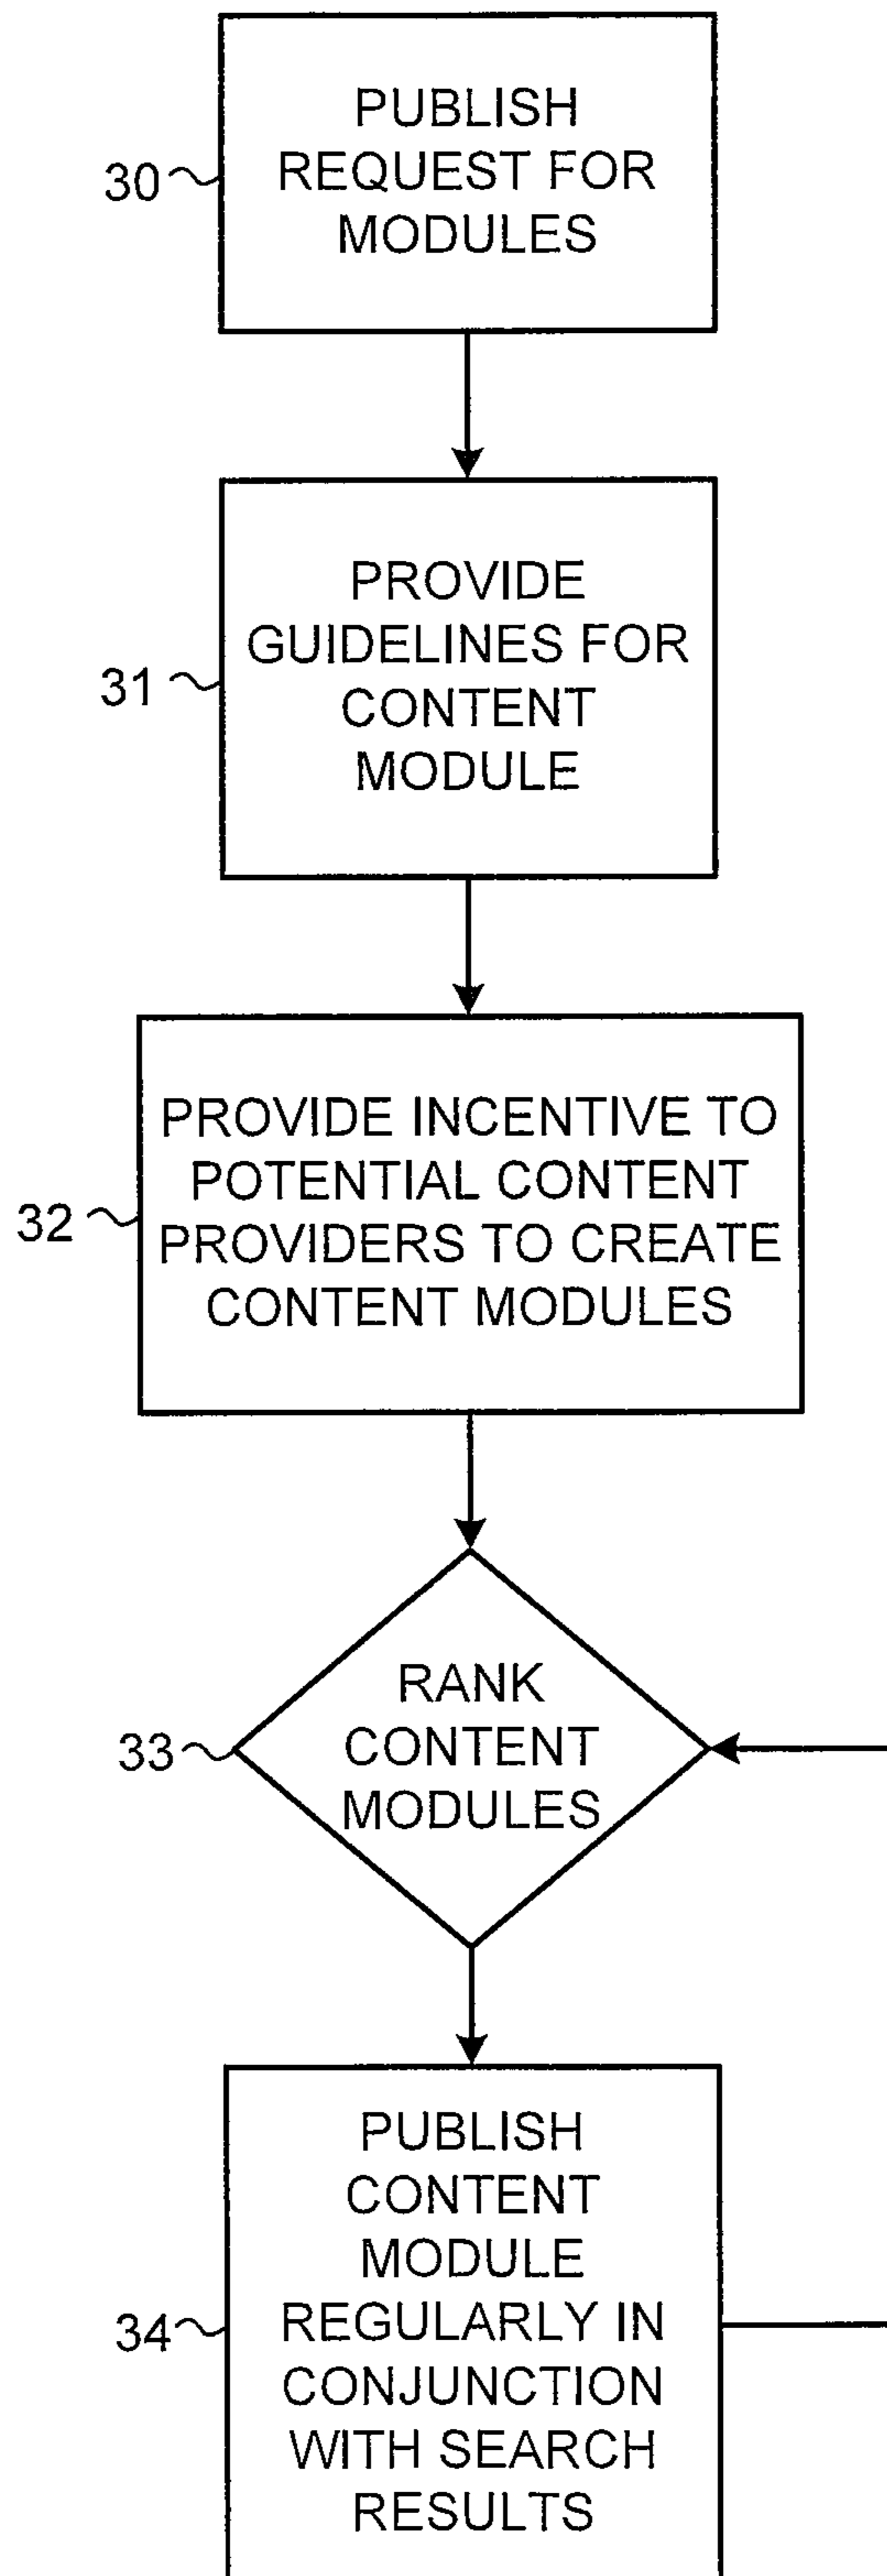 PUBLISH
REQUEST FOR
MODULES
30
PROVIDE
GUIDELINES FOR
CONTENT
MODULE
31
PROVIDE INCENTIVE TO
POTENTIAL CONTENT
PROVIDERS TO CREATE
CONTENT MODULES
32
RANK
CONTENT
MODULES
33
PUBLISH
CONTENT
MODULE
REGULARLY IN
CONJUNCTION
WITH SEARCH
RESULTS
34